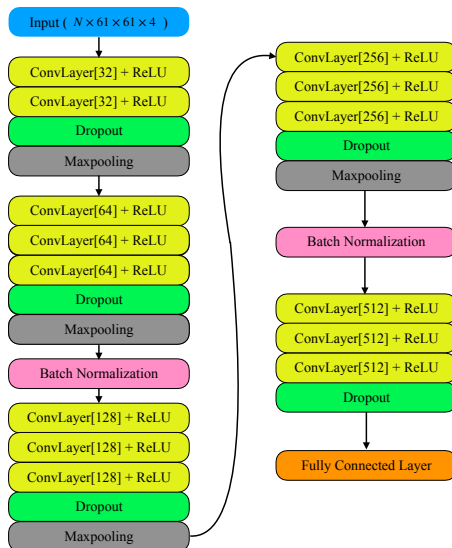 Input ( N × 61 × 61 × 4 )
ConvLayer[32] + ReLU
ConvLayer[32] + ReLU
Dropout
Maxpooling
ConvLayer[64] + ReLU
ConvLayer[64] + ReLU
ConvLayer[64] + ReLU
Dropout
Maxpooling
Batch Normalization
ConvLayer[128] + ReLU
ConvLayer[128] + ReLU
ConvLayer[128] + ReLU
Dropout
Maxpooling
ConvLayer[256] + ReLU
ConvLayer[256] + ReLU
ConvLayer[256] + ReLU
Dropout
Maxpooling
Batch Normalization
ConvLayer[512] + ReLU
ConvLayer[512] + ReLU
ConvLayer[512] + ReLU
Dropout
Fully Connected Layer